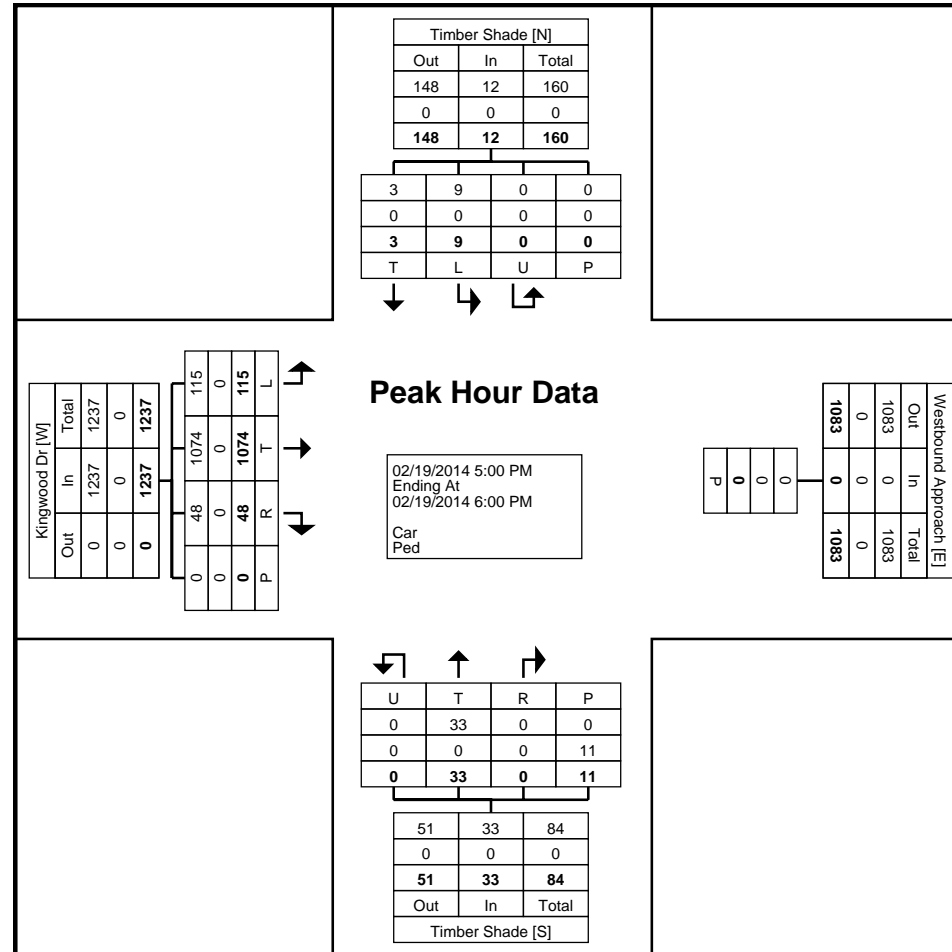 Timber Shade [N]
Out In Total
148 12 160
0 0 0
148 12 160
3 9 0 0
0 0 0 0
3 9 0 0
T L U P
Kingwood Dr [W]
Out In Total
0 1237 1237
0 0 0
0 1237 1237
115 0 115 L
1074 0 1074 T
48 0 48 R
0 0 0 P
Peak Hour Data
02/19/2014 5:00 PM
Ending At
02/19/2014 6:00 PM
Car
Ped
Westbound Approach [E]
Out In Total
1083 0 1083
0 0 0
1083 0 1083
0
0
0
P
U T R P
0 33 0 0
0 0 0 11
0 33 0 11
51 33 84
0 0 0
51 33 84
Out In Total
Timber Shade [S]